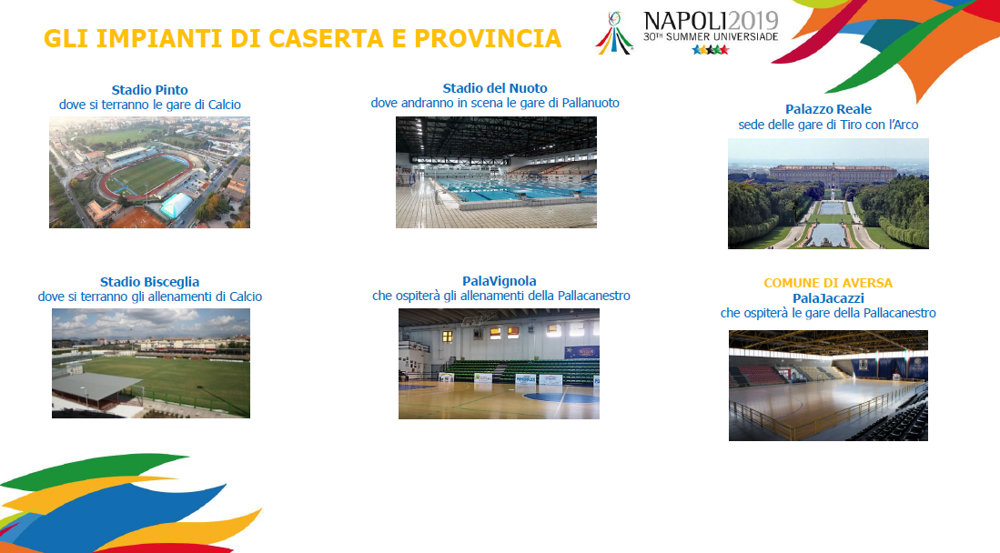 GLI IMPIANTI DI CASERTA E PROVINCIA
NAPOLI2019
30TH SUMMER UNIVERSIADE
Stadio Pinto
dove si terranno le gare di Calcio
Stadio del Nuoto
dove andranno in scena le gare di Pallanuoto
Palazzo Reale
sede delle gare di Tiro con l'Arco
Stadio Bisceglia
dove si terranno gli allenamenti di Calcio
PalaVignola
che ospiterà gli allenamenti della Pallacanestro
COMUNE DI AVERSA
PalaJacazzi
che ospiterà le gare della Pallacanestro